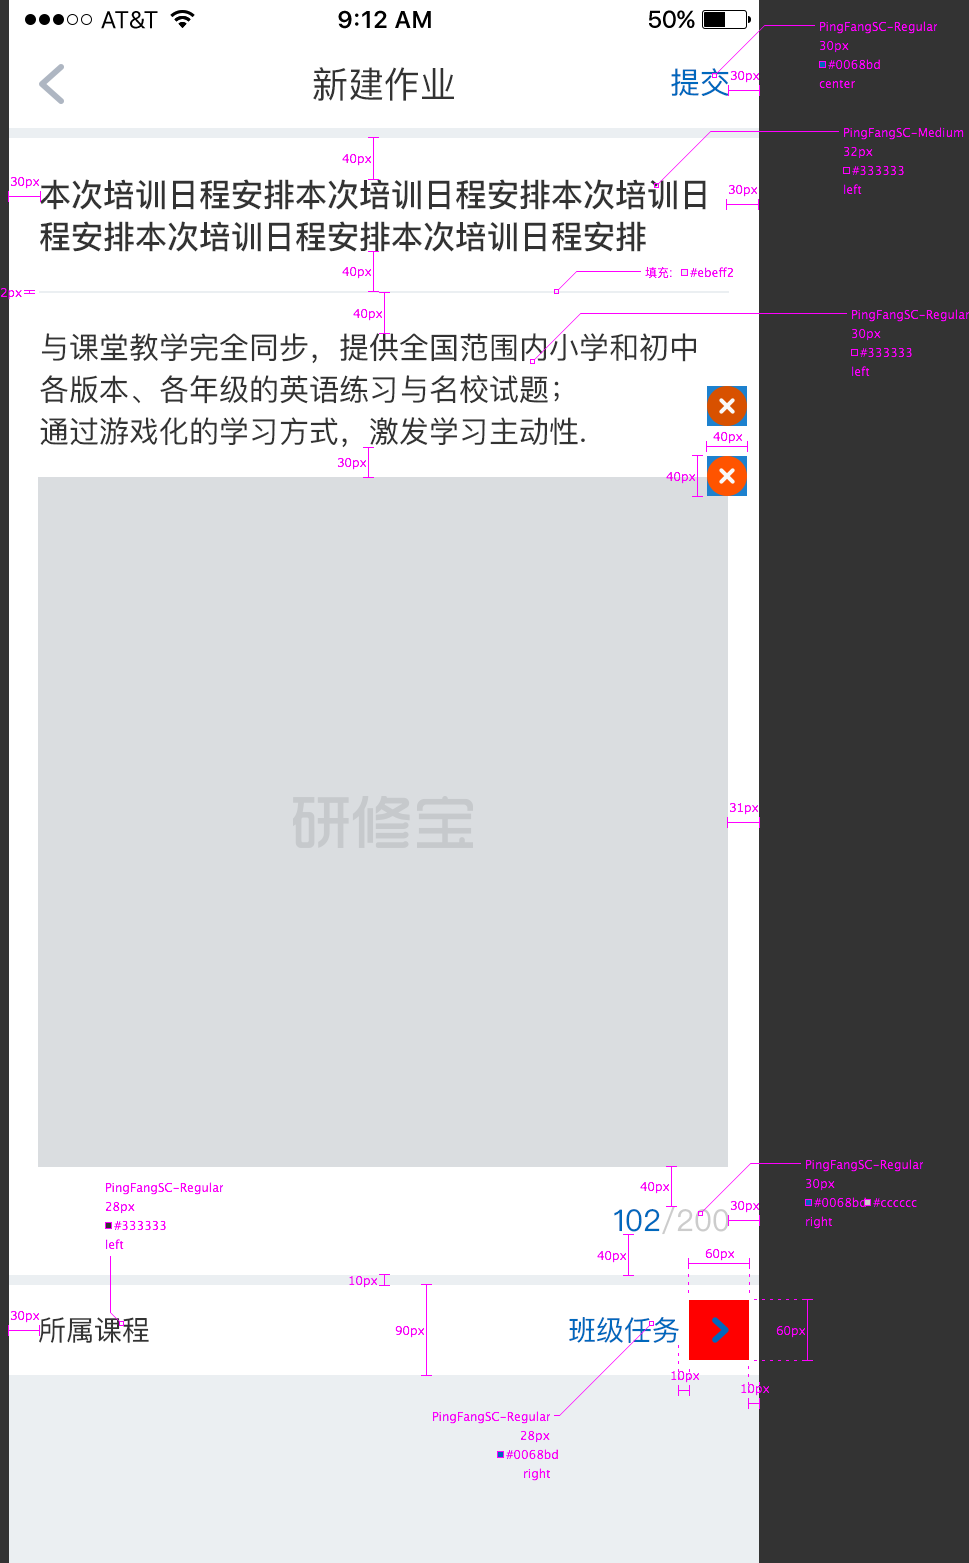 AT&T 9:12 AM 50%
新建作业
提交
30px
PingFangSC-Regular
30px
#0068bd
center
40px
PingFangSC-Medium
32px
#333333
left
30px
本次培训日程安排本次培训日程安排本次培训日
程安排本次培训日程安排本次培训日程安排
30px
40px
填充: #ebeff2
2px
40px
PingFangSC-Regular
30px
#333333
left
与课堂教学完全同步，提供全国范围内小学和初中
各版本、各年级的英语练习与名校试题；
通过游戏化的学习方式，激发学习主动性.
40px
30px
40px
研修宝
31px
40px
PingFangSC-Regular
30px
#0068bd #cccccc
right
PingFangSC-Regular
28px
#333333
left
102/200
30px
40px
60px
10px
30px
所属课程
90px
班级任务
60px
10px
10px
PingFangSC-Regular
28px
#0068bd
right